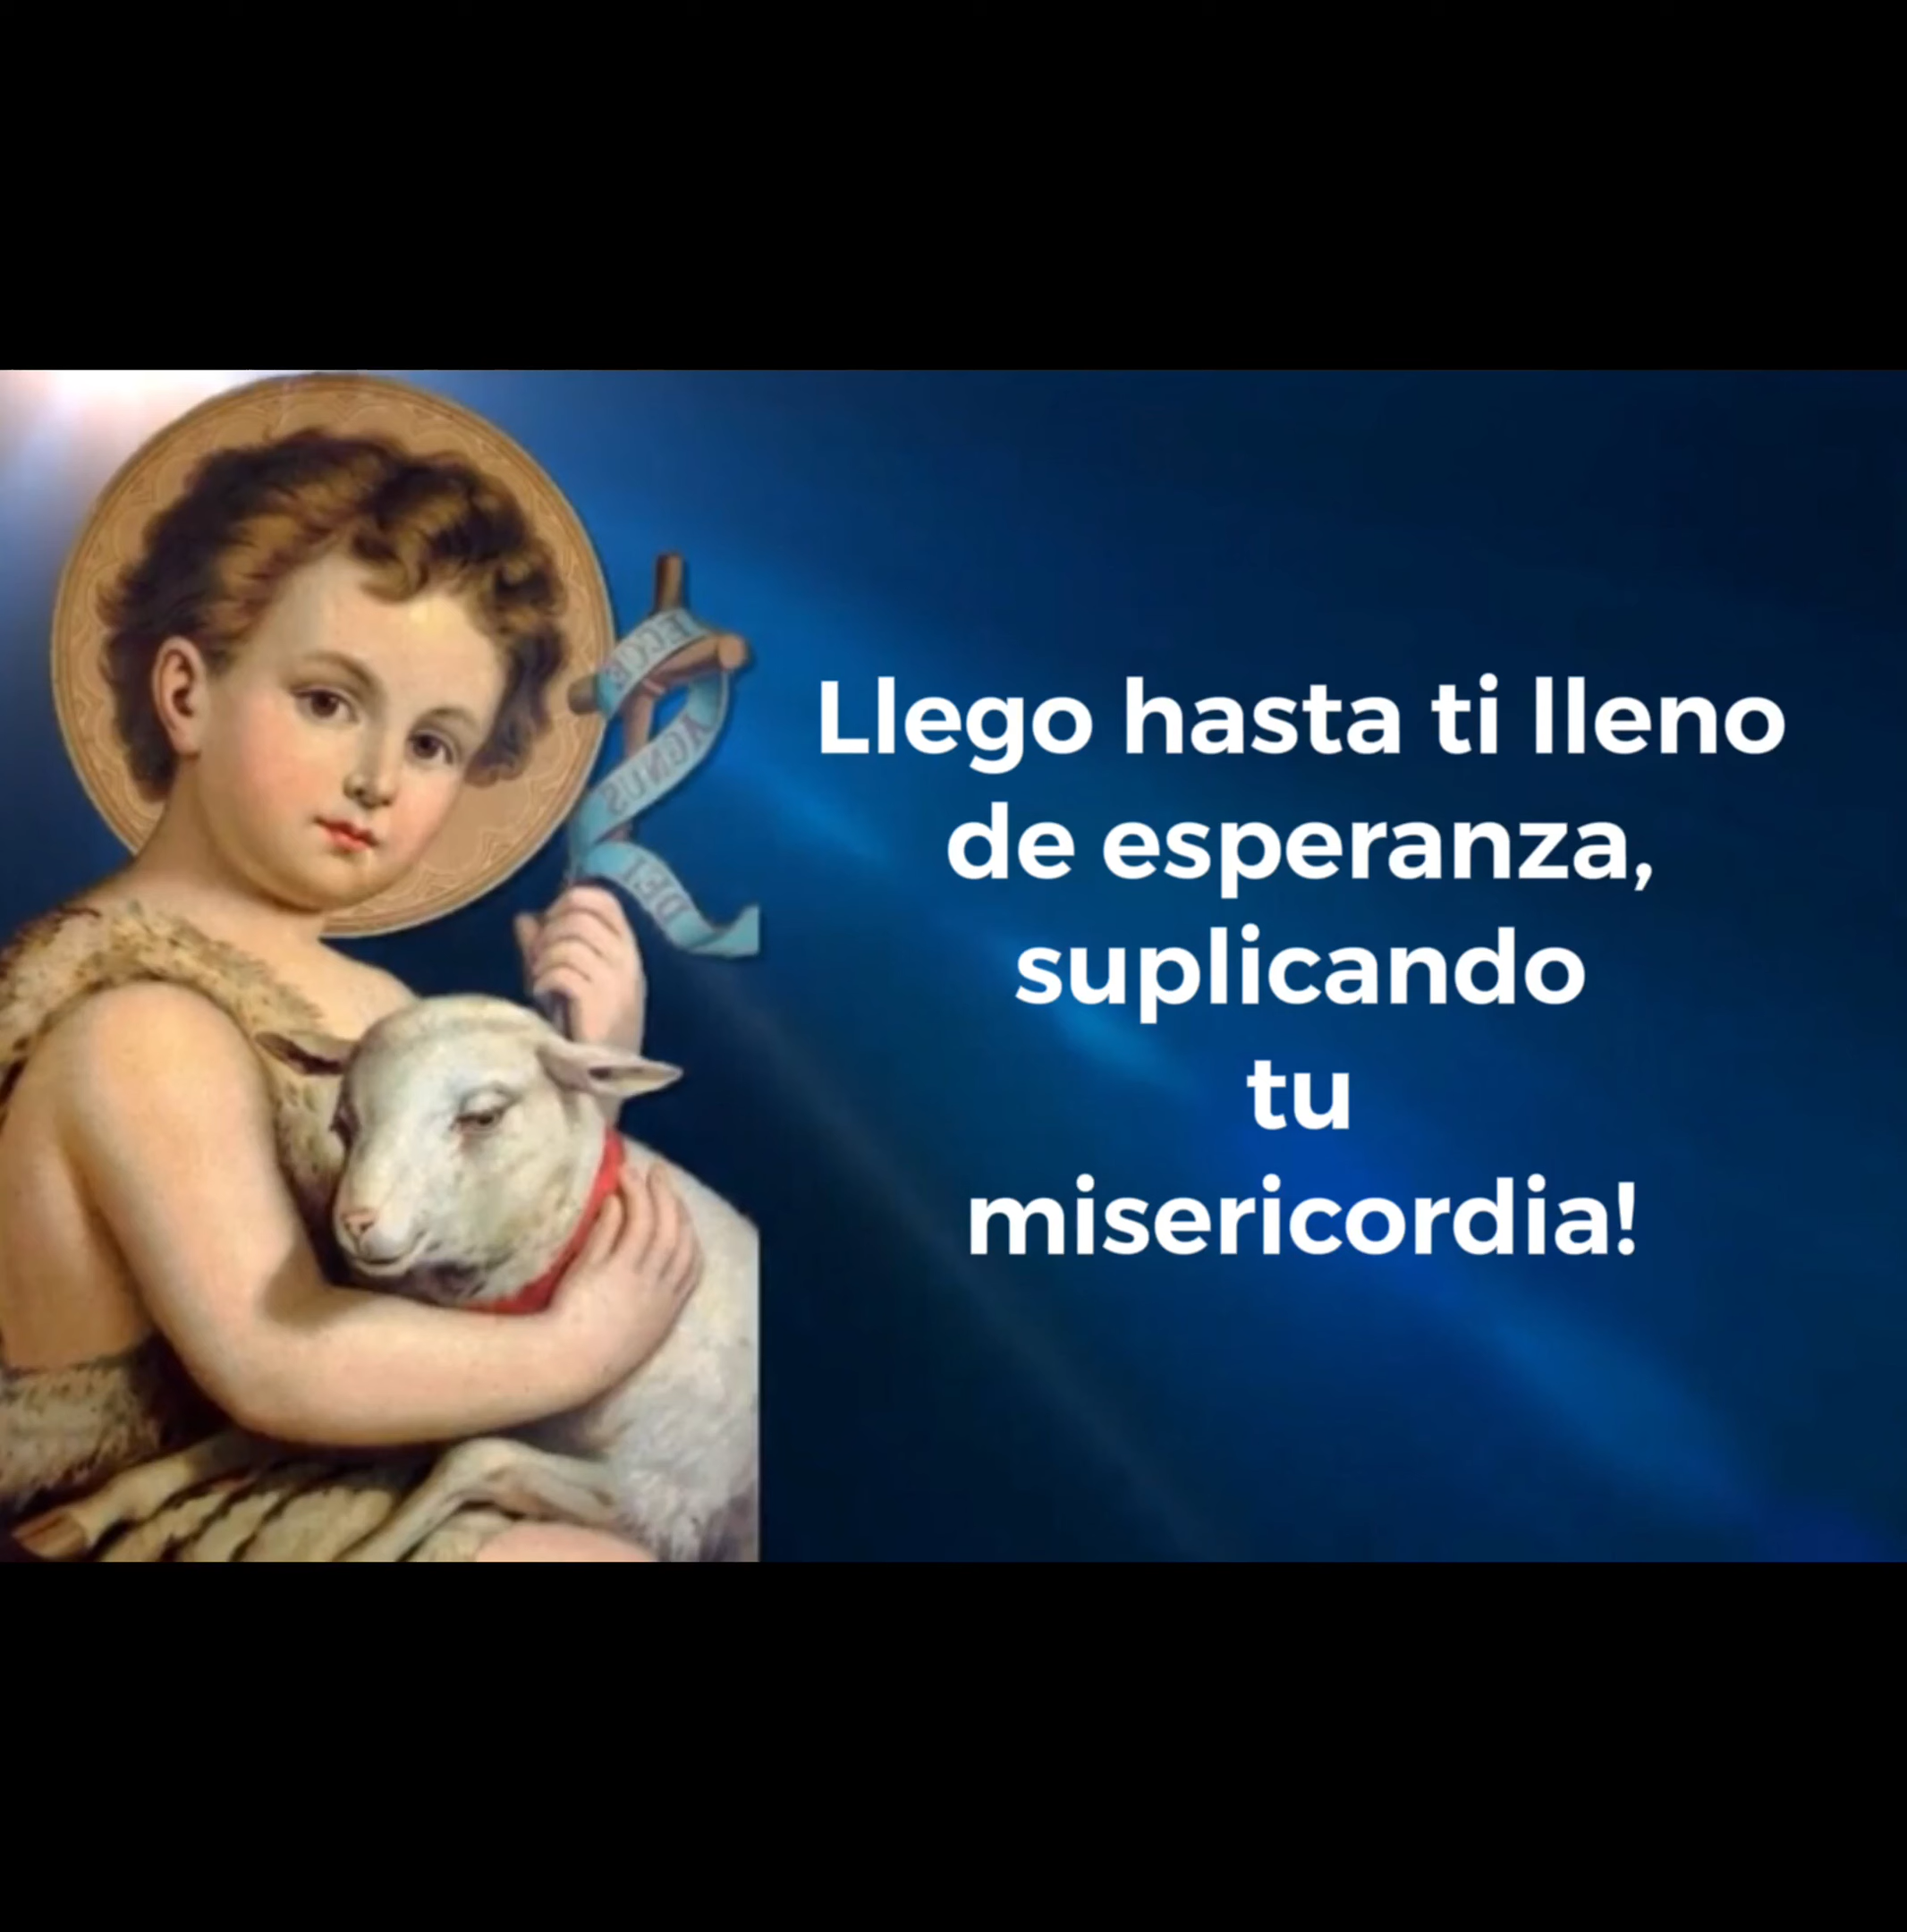 ECCE
AGNUS
DEI
Llego hasta ti lleno
de esperanza,
suplicando
tu
misericordia!